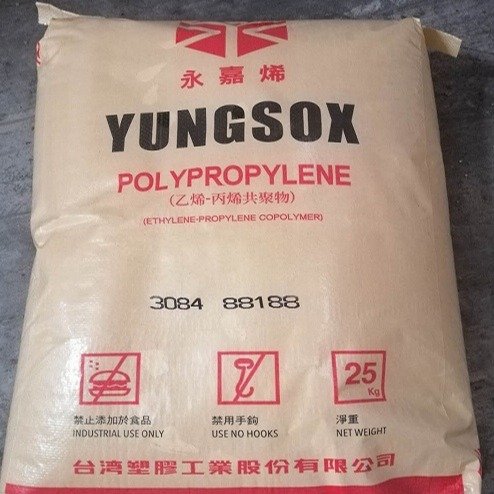 永嘉烯
YUNGSOX
POLYPROPYLENE
(乙烯-丙烯共聚物)
(ETHYLENE-PROPYLENE COPOLYMER)
3084 88188
25
Kg
禁止添加於食品
INDUSTRIAL USE ONLY
禁用手鉤
USE NO HOOKS
淨重
NET WEIGHT
台湾塑膠工業股份有限公司